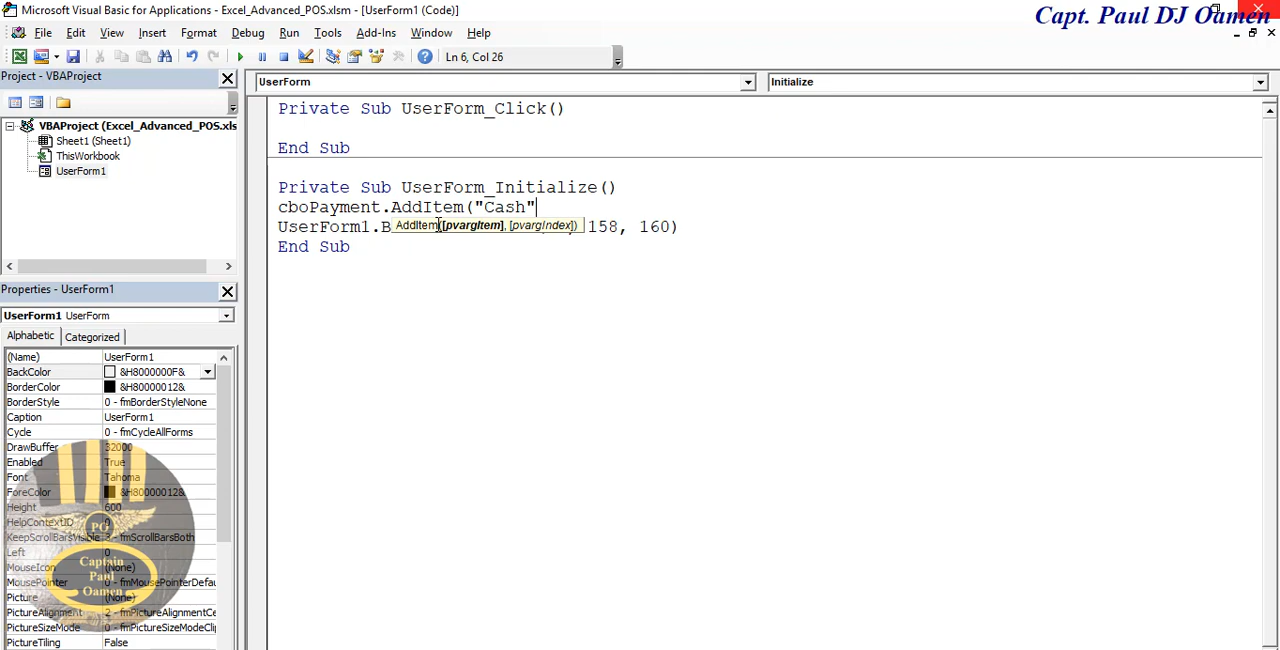 Microsoft Visual Basic for Applications - Excel_Advanced_POS.xlsm - [UserForm1 (Code)]
Capt. Paul DJ Oamen
File Edit View Insert Format Debug Run Tools Add-Ins Window Help
Ln 6, Col 26
Project - VBAProject
UserForm
Initialize
VBAProject (Excel_Advanced_POS.xls
Sheet1 (Sheet1)
ThisWorkbook
UserForm1
Private Sub UserForm_Click()
End Sub
Private Sub UserForm_Initialize()
cboPayment.AddItem("Cash"
AddItem([pvargItem], [pvargIndex])
UserForm1.B 158, 160)
End Sub
Properties - UserForm1
UserForm1 UserForm
Alphabetic Categorized
(Name) UserForm1
BackColor &H8000000F&
BorderColor &H80000012&
BorderStyle 0 - fmBorderStyleNone
Caption UserForm1
Cycle 0 - fmCycleAllForms
DrawBuffer 32000
Enabled True
Font Tahoma
ForeColor &H80000012&
Height 600
HelpContextID 0
KeepScrollBarsVisible 3 - fmScrollBarsBoth
Left 0
MouseIcon (None)
MousePointer 0 - fmMousePointerDefau
Picture (None)
PictureAlignment 2 - fmPictureAlignmentCe
PictureSizeMode 0 - fmPictureSizeModeClip
PictureTiling False
PO
Captain
Paul
Oamen